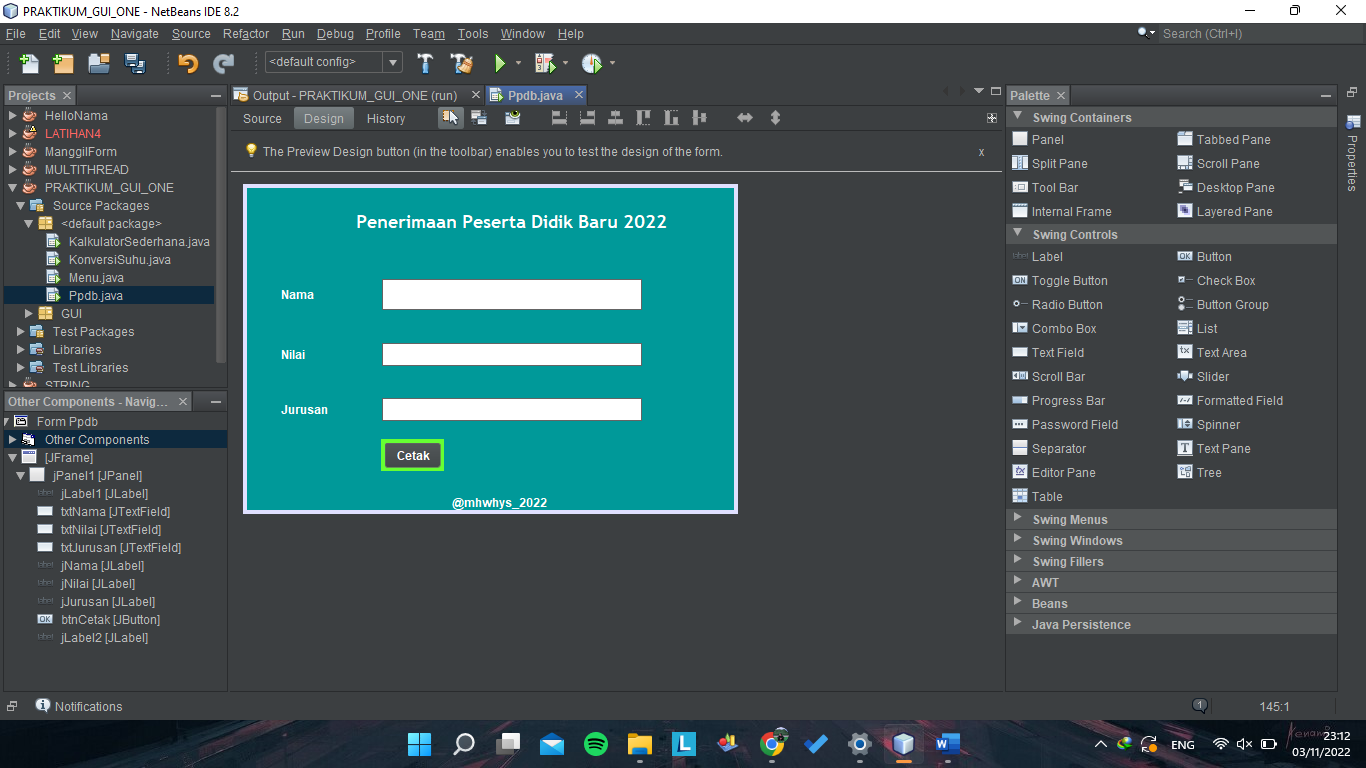 PRAKTIKUM_GUI_ONE - NetBeans IDE 8.2
File Edit View Navigate Source Refactor Run Debug Profile Team Tools Window Help
Search (Ctrl+I)
<default config>
Projects
HelloNama
LATIHAN4
ManggilForm
MULTITHREAD
PRAKTIKUM_GUI_ONE
Source Packages
<default package>
KalkulatorSederhana.java
KonversiSuhu.java
Menu.java
Ppdb.java
GUI
Test Packages
Libraries
Test Libraries
STRING
Other Components - Navig...
Form Ppdb
Other Components
[JFrame]
jPanel1 [JPanel]
jLabel1 [JLabel]
txtNama [JTextField]
txtNilai [JTextField]
txtJurusan [JTextField]
jNama [JLabel]
jNilai [JLabel]
jJurusan [JLabel]
btnCetak [JButton]
jLabel2 [JLabel]
Output - PRAKTIKUM_GUI_ONE (run)
Ppdb.java
Source Design History
The Preview Design button (in the toolbar) enables you to test the design of the form.
x
Penerimaan Peserta Didik Baru 2022
Nama
Nilai
Jurusan
Cetak
@mhwhys_2022
Palette
Swing Containers
Panel Tabbed Pane
Split Pane Scroll Pane
Tool Bar Desktop Pane
Internal Frame Layered Pane
Swing Controls
label Label OK Button
ON Toggle Button Check Box
Radio Button Button Group
Combo Box List
Text Field Text Area
Scroll Bar Slider
Progress Bar Formatted Field
Password Field Spinner
Separator Text Pane
Editor Pane Tree
Table
Swing Menus
Swing Windows
Swing Fillers
AWT
Beans
Java Persistence
Properties
Notifications
1
145:1
ENG
23:12
03/11/2022